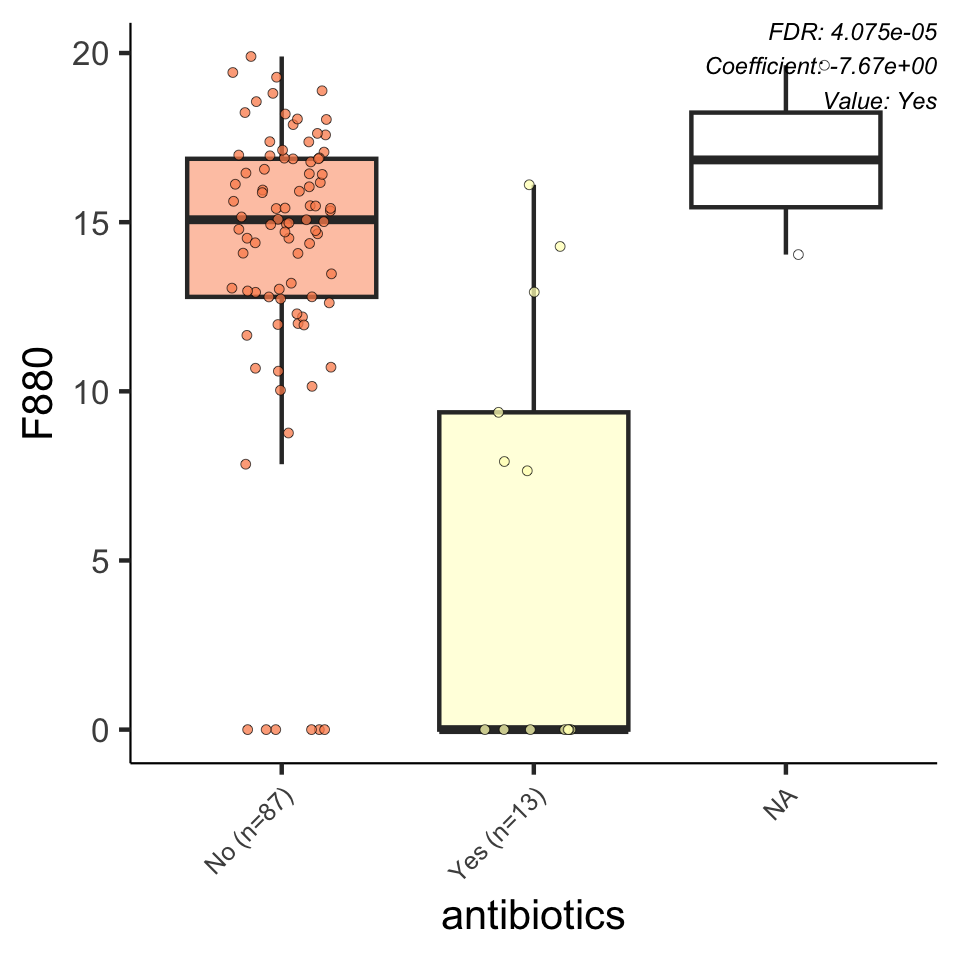 FDR: 4.075e-05
Coefficient: -7.67e+00
Value: Yes
F880
20
15
10
5
0
No (n=87)
Yes (n=13)
NA
antibiotics